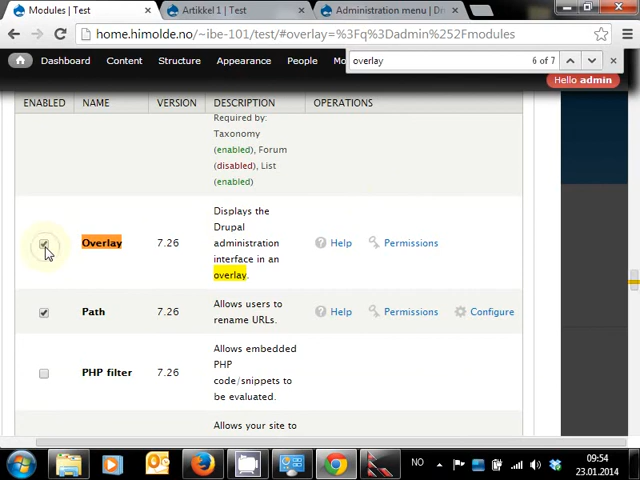 Modules | Test
Artikkel 1 | Test
Administration menu | Dr
home.himolde.no/~ibe-101/test/#overlay=%3Fq%3Dadmin%252Fmodules
Dashboard Content Structure Appearance People Mo
overlay 6 of 7
Hello admin
ENABLED NAME VERSION DESCRIPTION OPERATIONS
Required by:
Taxonomy
(enabled), Forum
(disabled), List
(enabled)
Displays the
Drupal
Overlay 7.26 administration Help Permissions
interface in an
overlay.
Allows users to
Path 7.26 rename URLs. Help Permissions Configure
Allows embedded
PHP
PHP filter 7.26 code/snippets to
be evaluated.
Allows your site to
NO 09:54
23.01.2014